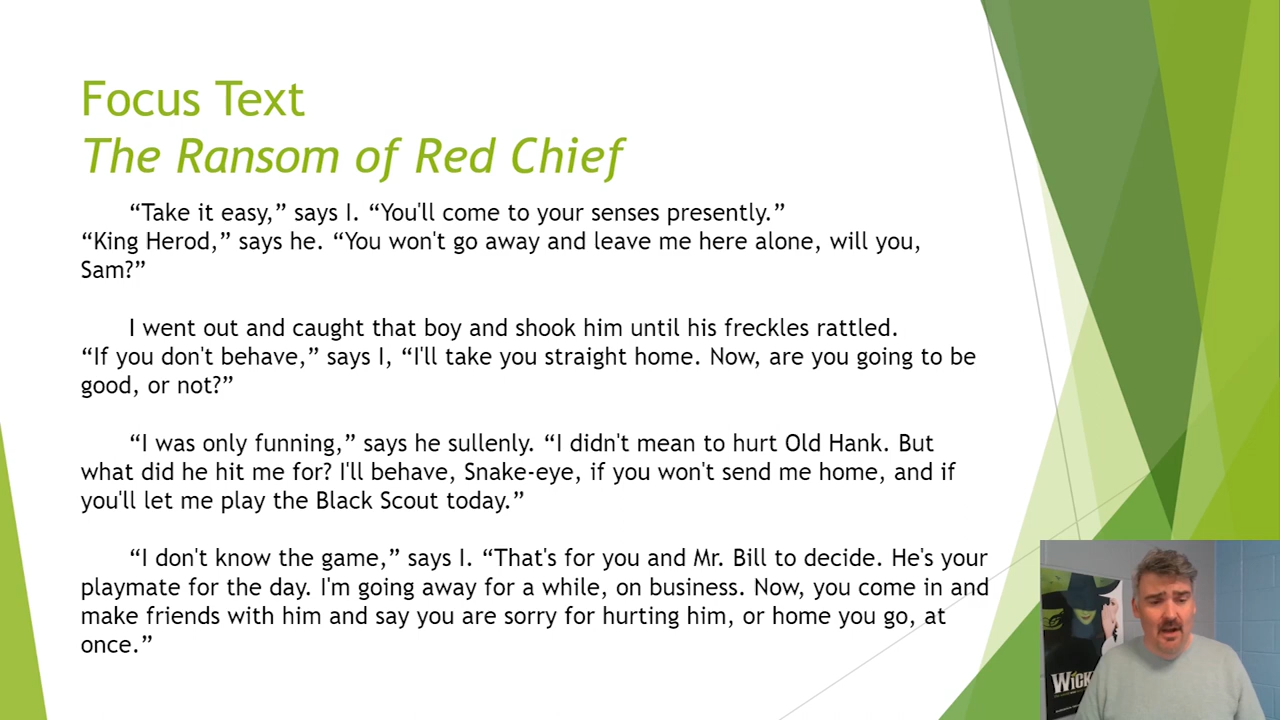 Focus Text
The Ransom of Red Chief
“Take it easy,” says I. “You'll come to your senses presently.”
“King Herod,” says he. “You won't go away and leave me here alone, will you,
Sam?”
I went out and caught that boy and shook him until his freckles rattled.
“If you don't behave,” says I, “I'll take you straight home. Now, are you going to be
good, or not?”
“I was only funning,” says he sullenly. “I didn't mean to hurt Old Hank. But
what did he hit me for? I'll behave, Snake-eye, if you won't send me home, and if
you'll let me play the Black Scout today.”
“I don't know the game,” says I. “That's for you and Mr. Bill to decide. He's your
playmate for the day. I'm going away for a while, on business. Now, you come in and
make friends with him and say you are sorry for hurting him, or home you go, at
once.”